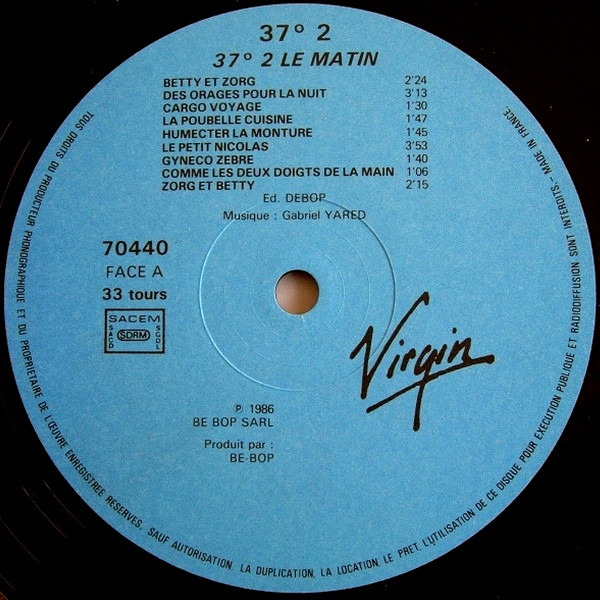 37° 2
37° 2 LE MATIN
BETTY ET ZORG 2'24
DES ORAGES POUR LA NUIT 3'13
CARGO VOYAGE 1'30
LA POUBELLE CUISINE 1'47
HUMECTER LA MONTURE 1'45
LE PETIT NICOLAS 3'53
GYNECO ZEBRE 1'40
COMME LES DEUX DOIGTS DE LA MAIN 1'06
ZORG ET BETTY 2'15
Ed. DEBOP
Musique : Gabriel YARED
70440
FACE A
33 tours
SACEM
SACD
SDRM
SGDL
Virgin
℗ 1986
BE BOP SARL
Produit par :
BE-BOP
TOUS DROITS DU PRODUCTEUR PHONOGRAPHIQUE ET DU PROPRIETAIRE DE L'ŒUVRE ENREGISTREE RESERVES. SAUF AUTORISATION, LA DUPLICATION, LA LOCATION, LE PRET, L'UTILISATION DE CE DISQUE POUR EXECUTION PUBLIQUE ET RADIODIFFUSION SONT INTERDITS.- MADE IN FRANCE.